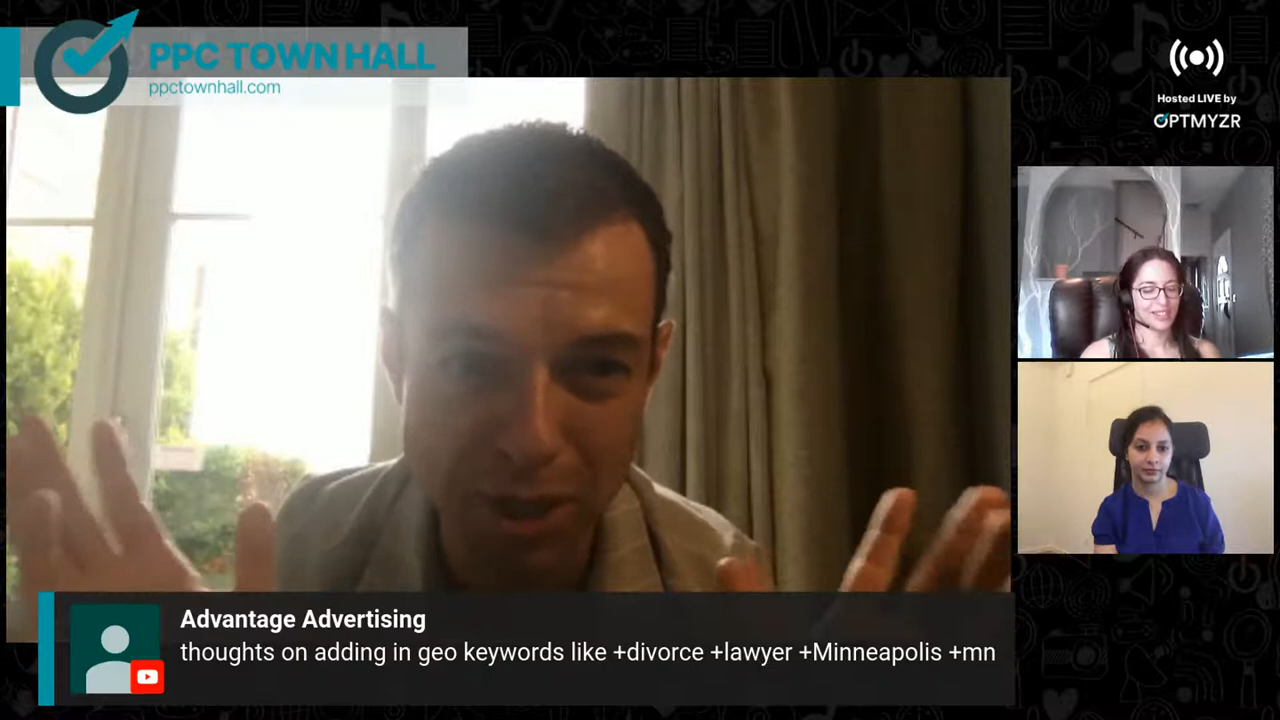 PPC TOWN HALL
ppctownhall.com
Hosted LIVE by
OPTMYZR
Advantage Advertising
thoughts on adding in geo keywords like +divorce +lawyer +Minneapolis +mn